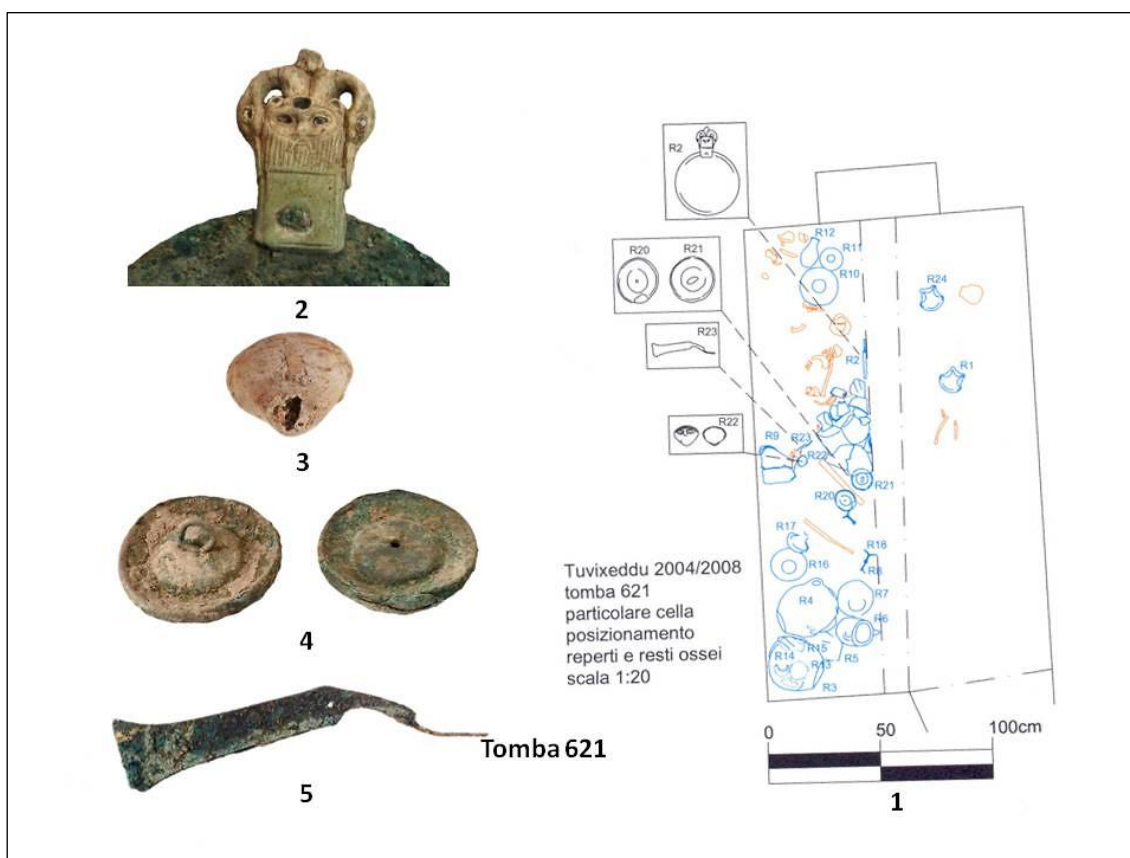 2
3
4
5
Tomba 621
R2
R20
R21
R23
R22
R12
R11
R10
R24
R2
R1
R9
R23
R22
R21
R20
R17
R18
R16
R8
R4
R7
R6
R15
R14
R13
R5
R3
Tuvixeddu 2004/2008
tomba 621
particolare cella
posizionamento
reperti e resti ossei
scala 1:20
0
50
100cm
1